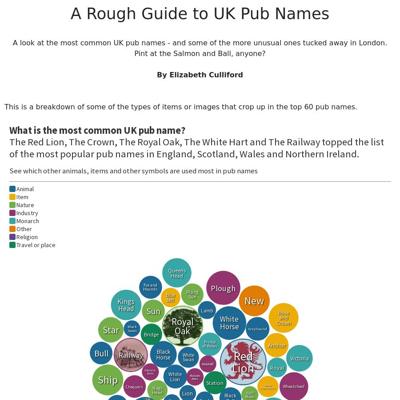 A Rough Guide to UK Pub Names
A look at the most common UK pub names - and some of the more unusual ones tucked away in London.
Pint at the Salmon and Ball, anyone?
By Elizabeth Culliford
This is a breakdown of some of the types of items or images that crop up in the top 60 pub names.
What is the most common UK pub name?
The Red Lion, The Crown, The Royal Oak, The White Hart and The Railway topped the
list of the most popular pub names in England, Scotland, Wales and Northern Ireland.
See which other animals, items and other symbols are used most in pub names
Animal
Item
Nature
Industry
Monarch
Other
Religion
Travel or place
Queens
Head
Plough
Kings
Head
Sun
New
Rose
and
Crown
Lamb
Royal
Oak
White
Horse
Star
Bridge
Anchor
Bull
Railway
Black
Horse
White
Swan
Red
Lion
Victoria
Royal
Ship
White
Lion
Station
Wheatsheaf
Lion